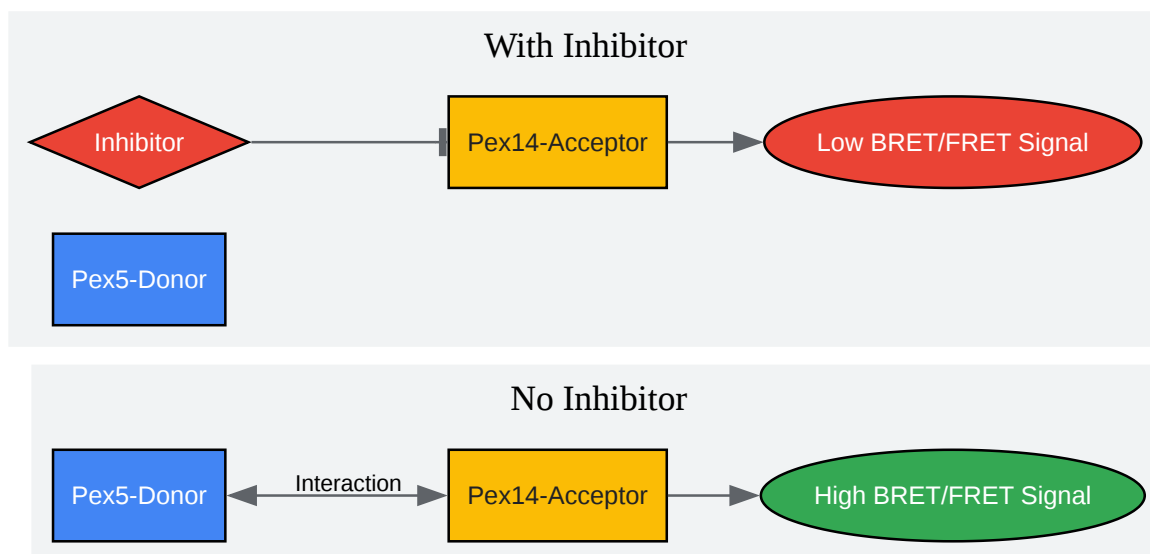 With Inhibitor
Inhibitor
Pex14-Acceptor
Low BRET/FRET Signal
Pex5-Donor
No Inhibitor
Pex5-Donor
Interaction
Pex14-Acceptor
High BRET/FRET Signal